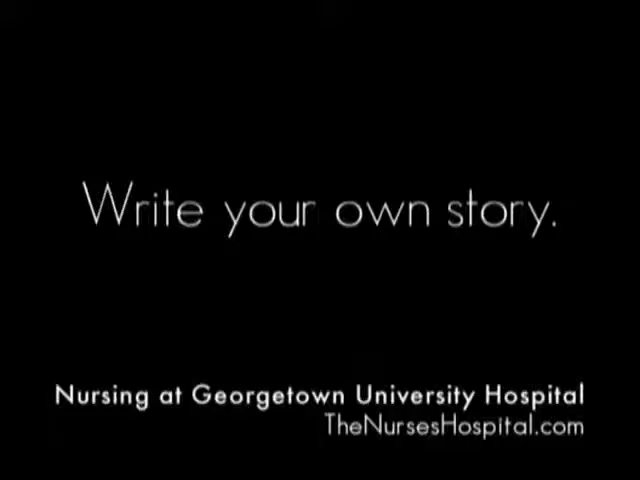 Write your own story.
Nursing at Georgetown University Hospital
TheNursesHospital.com